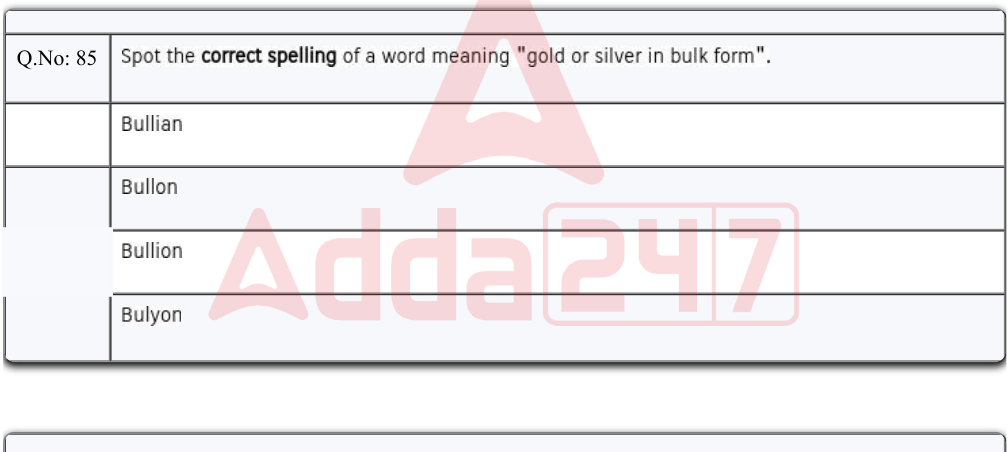 Q.No: 85 Spot the correct spelling of a word meaning "gold or silver in bulk form".
Bullian
Bullon
Bullion
Bulyon
Adda247